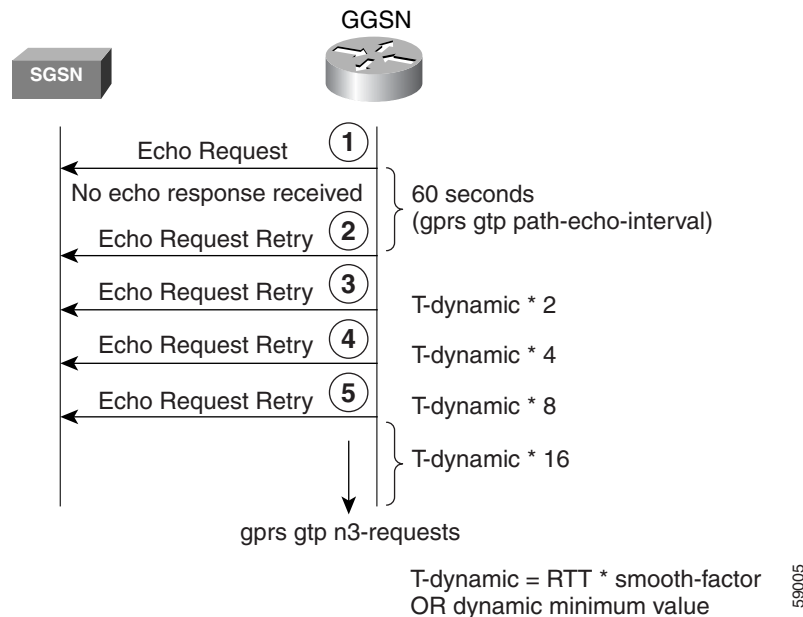 GGSN
SGSN
Echo Request 1
No echo response received
60 seconds
(gprs gtp path-echo-interval)
Echo Request Retry 2
Echo Request Retry 3
T-dynamic * 2
Echo Request Retry 4
T-dynamic * 4
Echo Request Retry 5
T-dynamic * 8
T-dynamic * 16
gprs gtp n3-requests
T-dynamic = RTT * smooth-factor
OR dynamic minimum value
59005